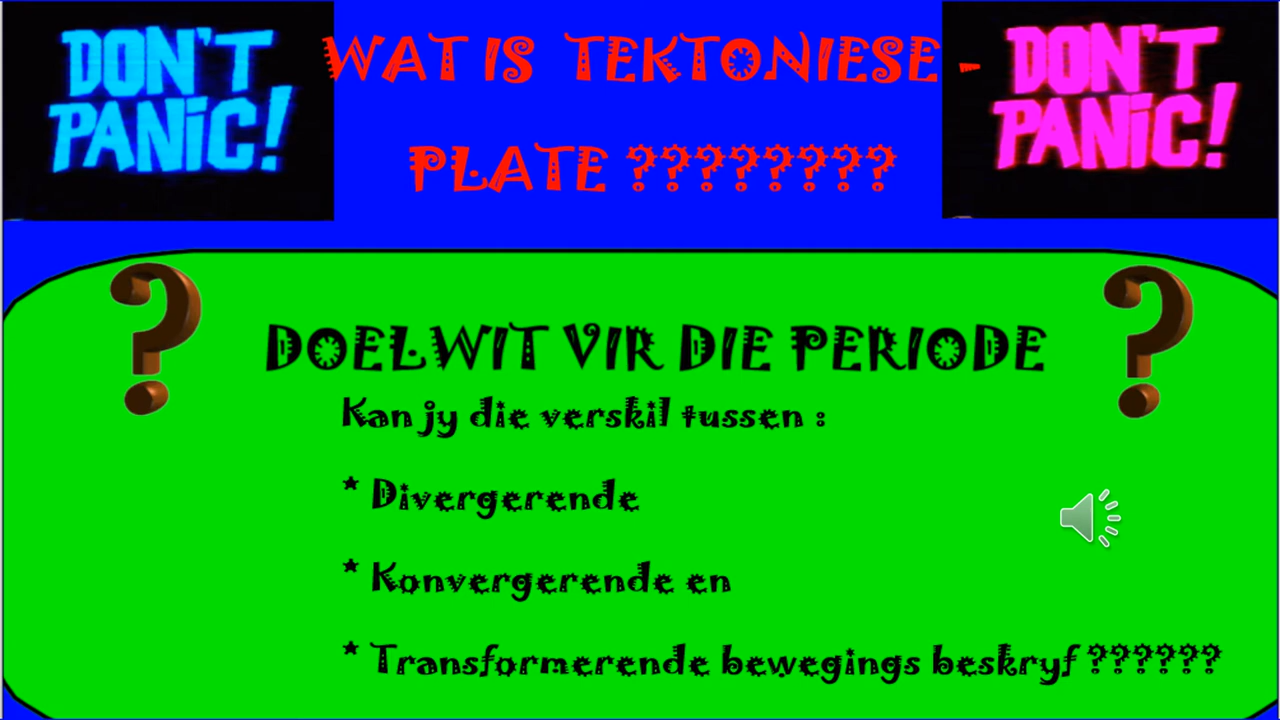 DON'T
PANiC!
WAT IS TEKTONIESE -
PLATE ????????
DON'T
PANiC!
?
?
DOELWIT VIR DIE PERIODE
Kan jy die verskil tussen :
* Divergerende
* Konvergerende en
* Transformerende bewegings beskryf ??????